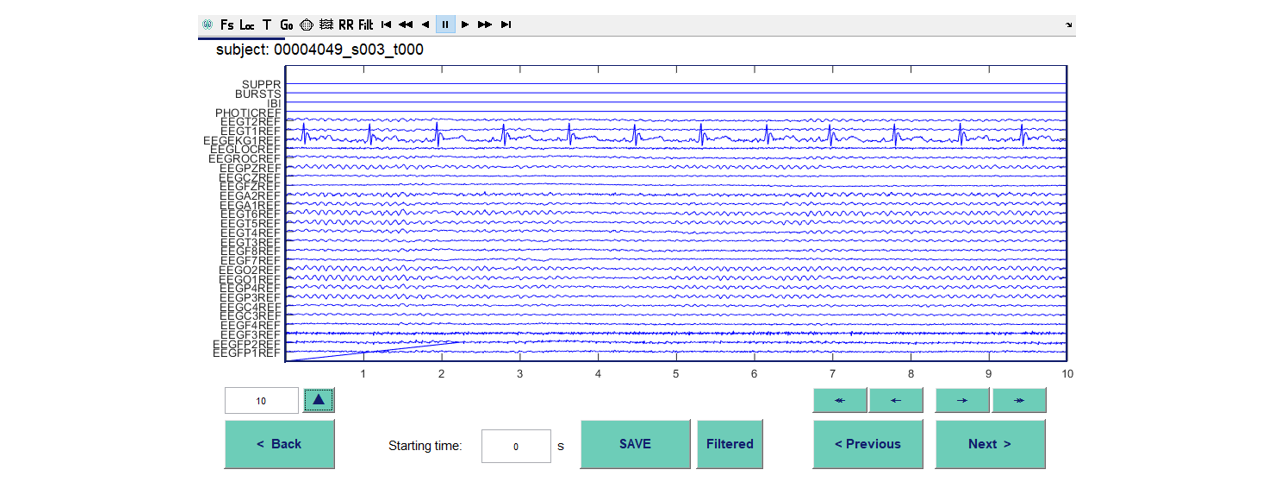 Fs Loc T Go RR Filt
subject: 00004049_s003_t000
SUPPR
BURSTS
IBI
PHOTICREF
EEGT2REF
EEGT1REF
EEGEKG1REF
EEGLOCREF
EEGROCREF
EEGPZREF
EEGCZREF
EEGFZREF
EEGA2REF
EEGA1REF
EEGT6REF
EEGT5REF
EEGT4REF
EEGT3REF
EEGF8REF
EEGF7REF
EEGO2REF
EEGO1REF
EEGP4REF
EEGP3REF
EEGC4REF
EEGC3REF
EEGF4REF
EEGF3REF
EEGFP2REF
EEGFP1REF
1 2 3 4 5 6 7 8 9 10
10
< Back Starting time: 0 s SAVE Filtered < Previous Next >